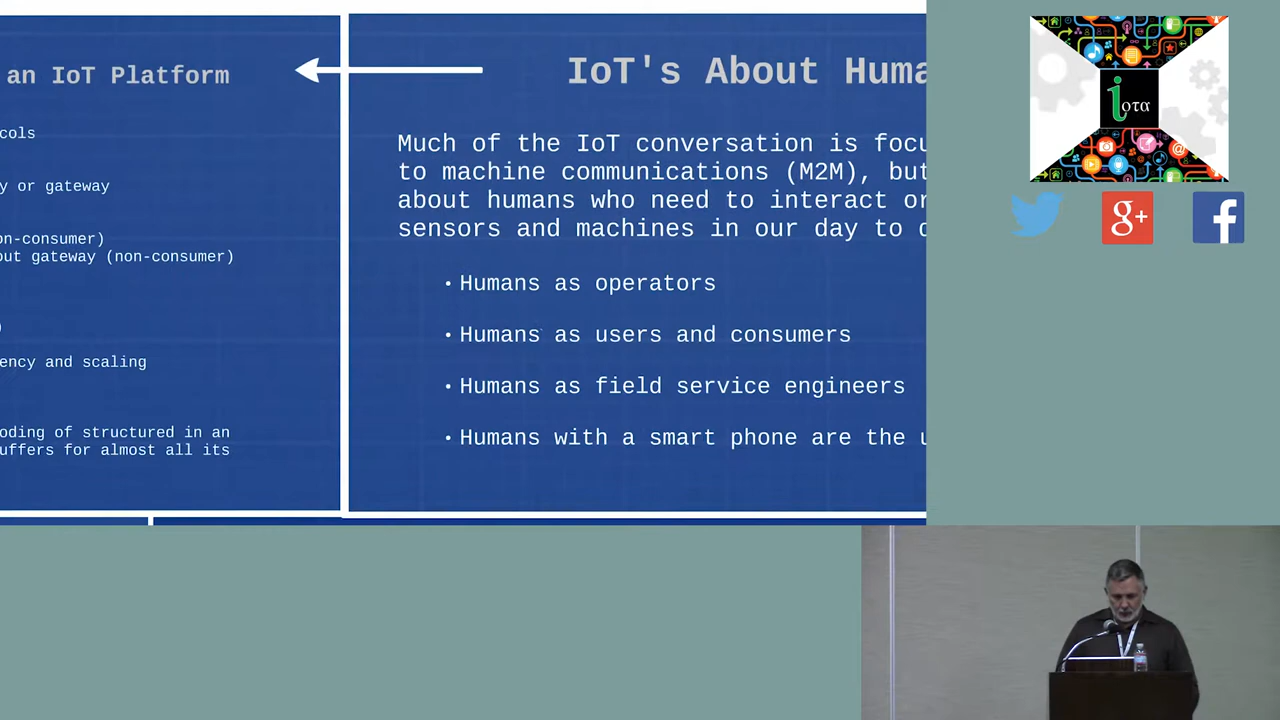 an IoT Platform
cols
y or gateway
on-consumer)
out gateway (non-consumer)
)
ency and scaling
oding of structured in an
uffers for almost all its
IoT's About Huma
Much of the IoT conversation is focu
to machine communications (M2M), but
about humans who need to interact or
sensors and machines in our day to d
• Humans as operators
• Humans as users and consumers
• Humans as field service engineers
• Humans with a smart phone are the u
iοτα
g+
f